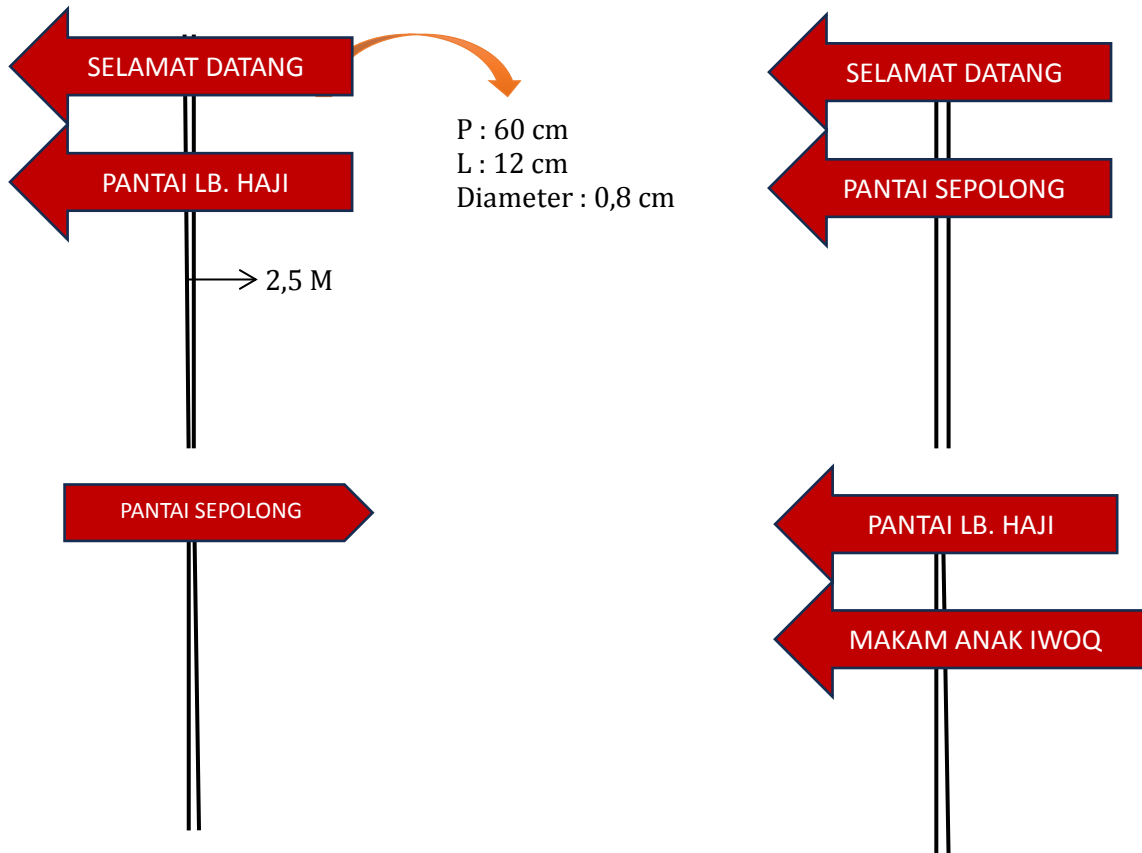 SELAMAT DATANG
PANTAI LB. HAJI
P : 60 cm
L : 12 cm
Diameter : 0,8 cm
2,5 M
SELAMAT DATANG
PANTAI SEPOLONG
PANTAI SEPOLONG
PANTAI LB. HAJI
MAKAM ANAK IWOQ